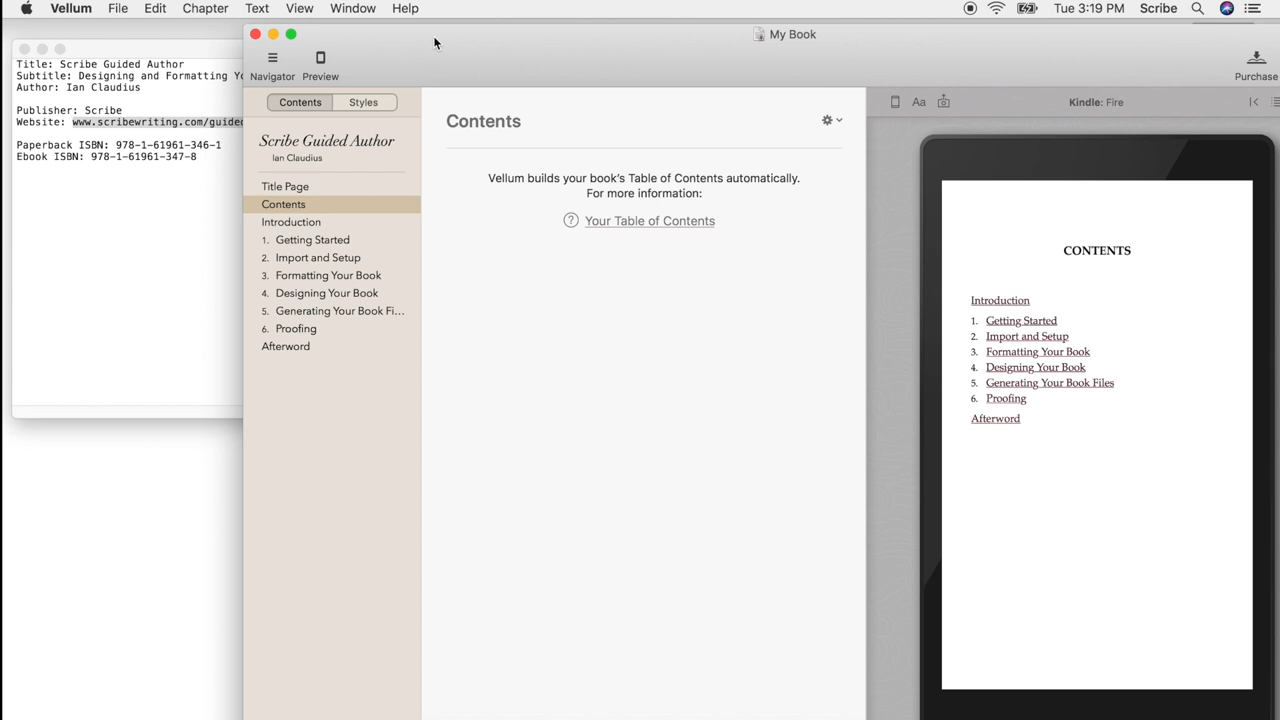 Vellum File Edit Chapter Text View Window Help
Tue 3:19 PM Scribe
Title: Scribe Guided Author
Subtitle: Designing and Formatting
Author: Ian Claudius
Publisher: Scribe
Website: www.scribewriting.com/guided
Paperback ISBN: 978-1-61961-346-1
Ebook ISBN: 978-1-61961-347-8
My Book
Navigator Preview
Purchase
Contents Styles
Scribe Guided Author
Ian Claudius
Title Page
Contents
Introduction
1. Getting Started
2. Import and Setup
3. Formatting Your Book
4. Designing Your Book
5. Generating Your Book Fi...
6. Proofing
Afterword
Contents
Vellum builds your book's Table of Contents automatically.
For more information:
? Your Table of Contents
Aa
Kindle: Fire
CONTENTS
Introduction
1. Getting Started
2. Import and Setup
3. Formatting Your Book
4. Designing Your Book
5. Generating Your Book Files
6. Proofing
Afterword